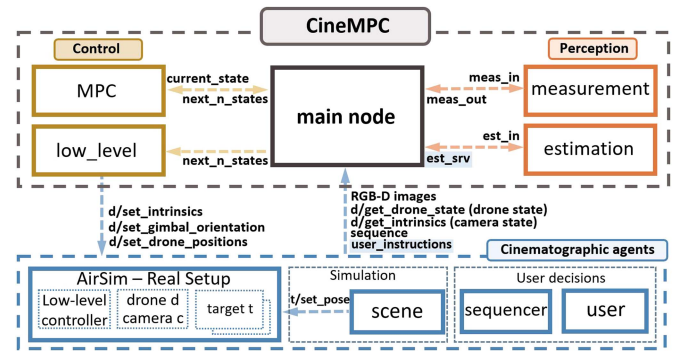 CineMPC
Control
Perception
MPC
current_state
next_n_states
main node
meas_in
meas_out
measurement
low_level
next_n_states
est_in
est_srv
estimation
d/set_intrinsics
d/set_gimbal_orientation
d/set_drone_positions
RGB-D images
d/get_drone_state (drone state)
d/get_intrinsics (camera state)
sequence
user_instructions
Cinematographic agents
AirSim – Real Setup
Low-level
controller
drone d
camera c
target t
Simulation
t/set_pose
scene
User decisions
sequencer
user